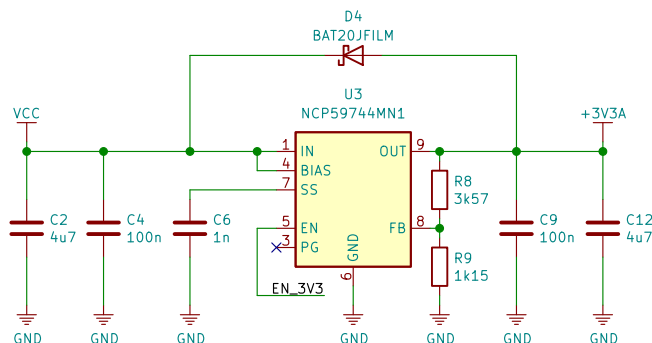 D4
BAT20JFILM
U3
NCP59744MN1
VCC
+3V3A
1 IN OUT 9
4 BIAS
7 SS
R8
3k57
C2
4u7
C4
100n
C6
1n
5 EN FB 8
3 PG
GND
6
R9
1k15
C9
100n
C12
4u7
EN_3V3
GND GND GND GND GND GND GND